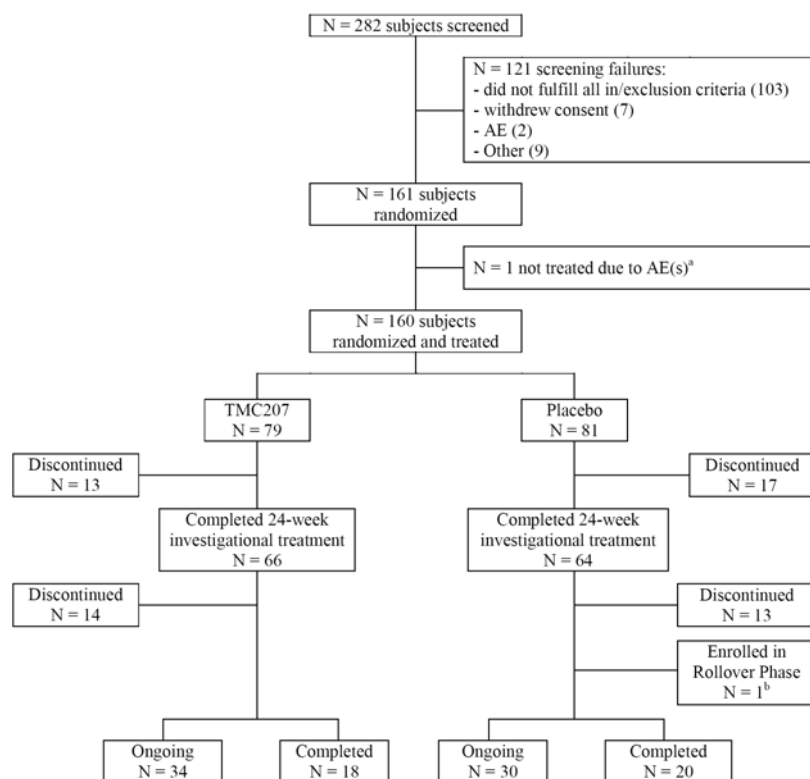 N = 282 subjects screened
N = 121 screening failures:
- did not fulfill all in/exclusion criteria (103)
- withdrew consent (7)
- AE (2)
- Other (9)
N = 161 subjects
randomized
N = 1 not treated due to AE(s)a
N = 160 subjects
randomized and treated
TMC207
N = 79
Placebo
N = 81
Discontinued
N = 13
Discontinued
N = 17
Completed 24-week
investigational treatment
N = 66
Completed 24-week
investigational treatment
N = 64
Discontinued
N = 14
Discontinued
N = 13
Enrolled in
Rollover Phase
N = 1b
Ongoing
N = 34
Completed
N = 18
Ongoing
N = 30
Completed
N = 20